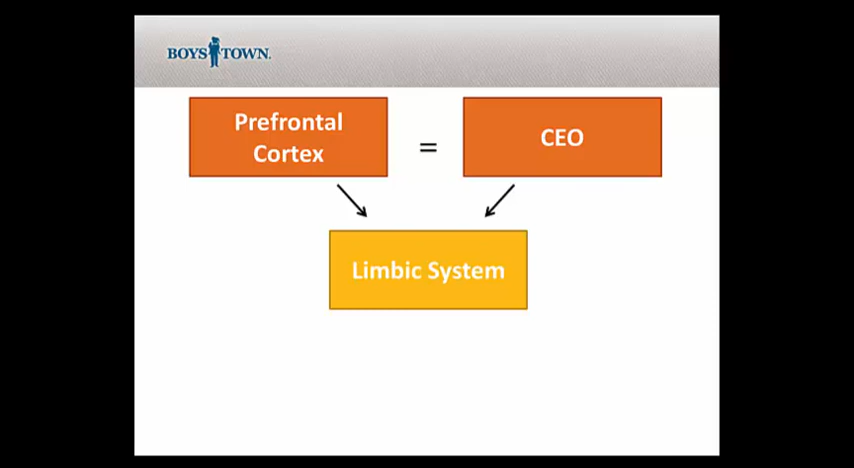 BOYS TOWN.
Prefrontal
Cortex
=
CEO
Limbic System